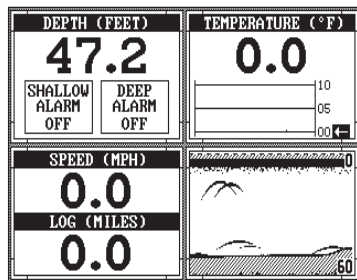 DEPTH (FEET)
47.2
SHALLOW ALARM OFF
DEEP ALARM OFF
TEMPERATURE (°F)
0.0
10
05
00
SPEED (MPH)
0.0
LOG (MILES)
0.0
0
60